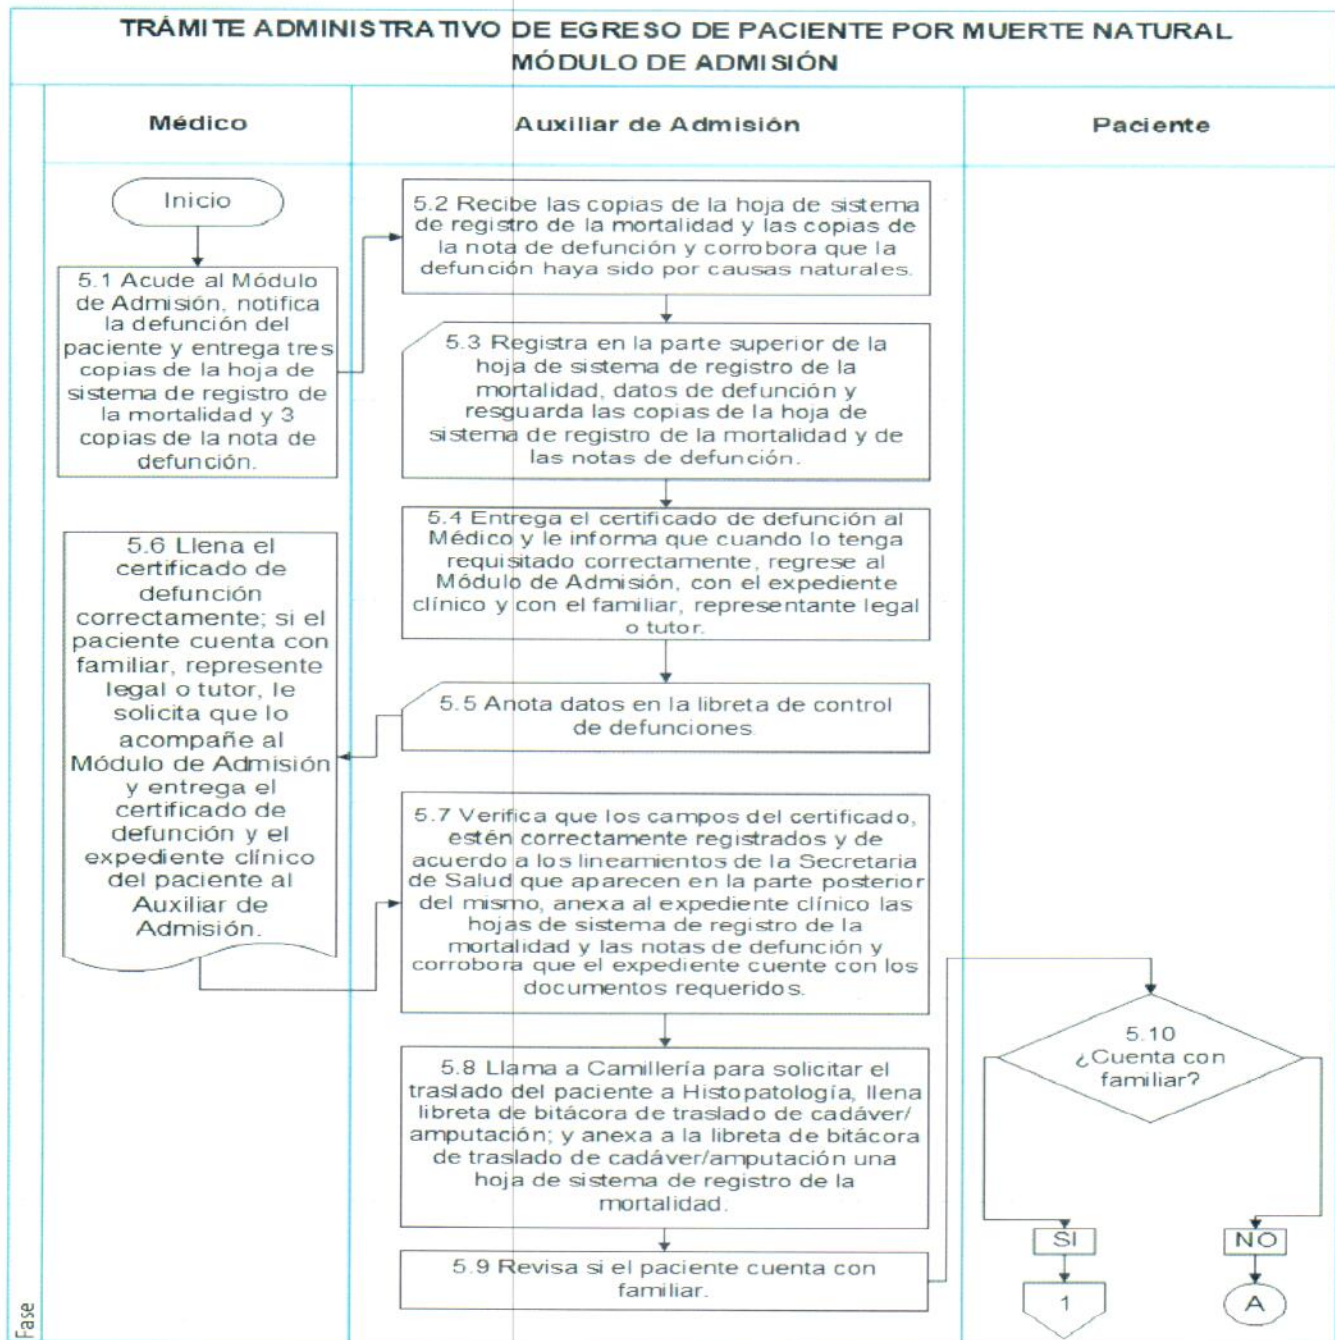 TRÁMITE ADMINISTRATIVO DE EGRESO DE PACIENTE POR MUERTE NATURAL
MÓDULO DE ADMISIÓN
Médico
Auxiliar de Admisión
Paciente
Inicio
5.1 Acude al Módulo
de Admisión, notifica
la defunción del
paciente y entrega tres
copias de la hoja de
sistema de registro de
la mortalidad y 3
copias de la nota de
defunción.
5.2 Recibe las copias de la hoja de sistema
de registro de la mortalidad y las copias de
la nota de defunción y corrobora que la
defunción haya sido por causas naturales.
5.3 Registra en la parte superior de la
hoja de sistema de registro de la
mortalidad, datos de defunción y
resguarda las copias de la hoja de
sistema de registro de la mortalidad y de
las notas de defunción.
5.4 Entrega el certificado de defunción al
Médico y le informa que cuando lo tenga
requisitado correctamente, regrese al
Módulo de Admisión, con el expediente
clínico y con el familiar, representante legal
o tutor.
5.5 Anota datos en la libreta de control
de defunciones.
5.6 Llena el
certificado de
defunción
correctamente; si el
paciente cuenta con
familiar, represente
legal o tutor, le
solicita que lo
acompañe al
Módulo de Admisión
y entrega el
certificado de
defunción y el
expediente clínico
del paciente al
Auxiliar de
Admisión.
5.7 Verifica que los campos del certificado,
estén correctamente registrados y de
acuerdo a los lineamientos de la Secretaria
de Salud que aparecen en la parte posterior
del mismo, anexa al expediente clínico las
hojas de sistema de registro de la
mortalidad y las notas de defunción y
corrobora que el expediente cuente con los
documentos requeridos.
5.8 Llama a Camillería para solicitar el
traslado del paciente a Histopatología, llena
libreta de bitácora de traslado de cadáver/
amputación; y anexa a la libreta de bitácora
de traslado de cadáver/amputación una
hoja de sistema de registro de la
mortalidad.
5.9 Revisa si el paciente cuenta con
familiar.
5.10
¿Cuenta con
familiar?
SI
NO
1
A
Fase